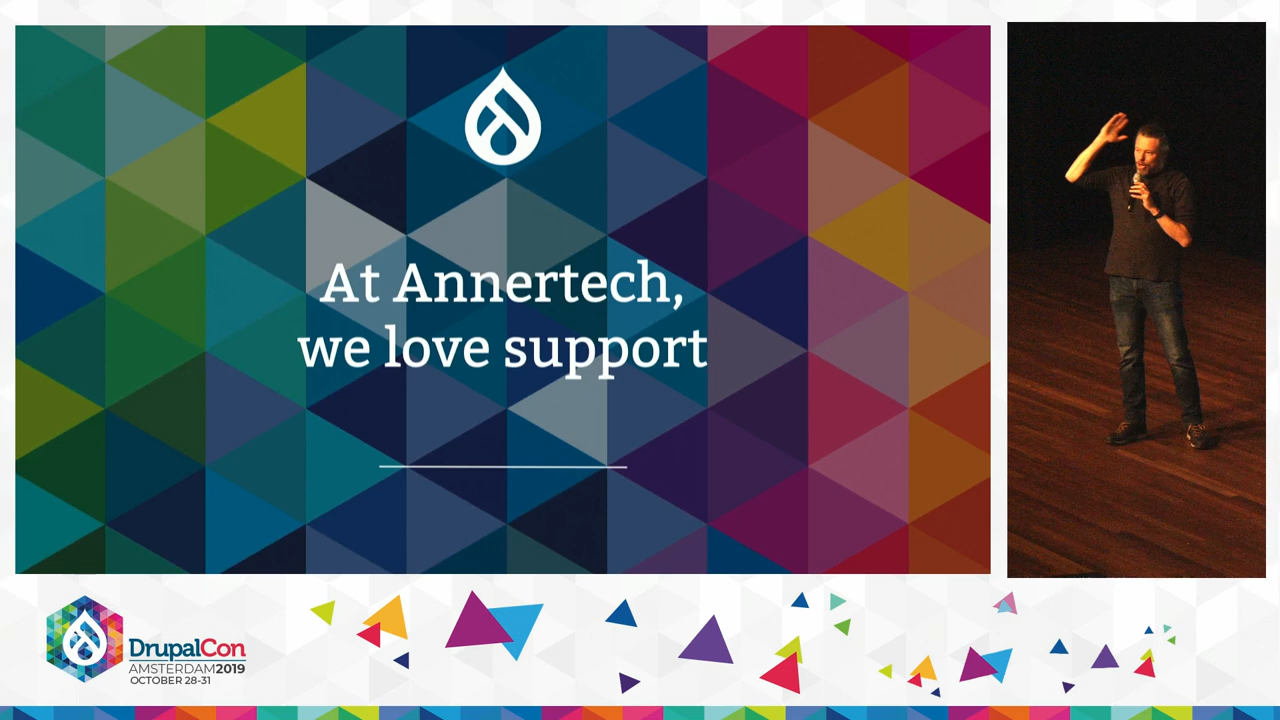 At Annertech,
we love support
DrupalCon
AMSTERDAM2019
OCTOBER 28-31